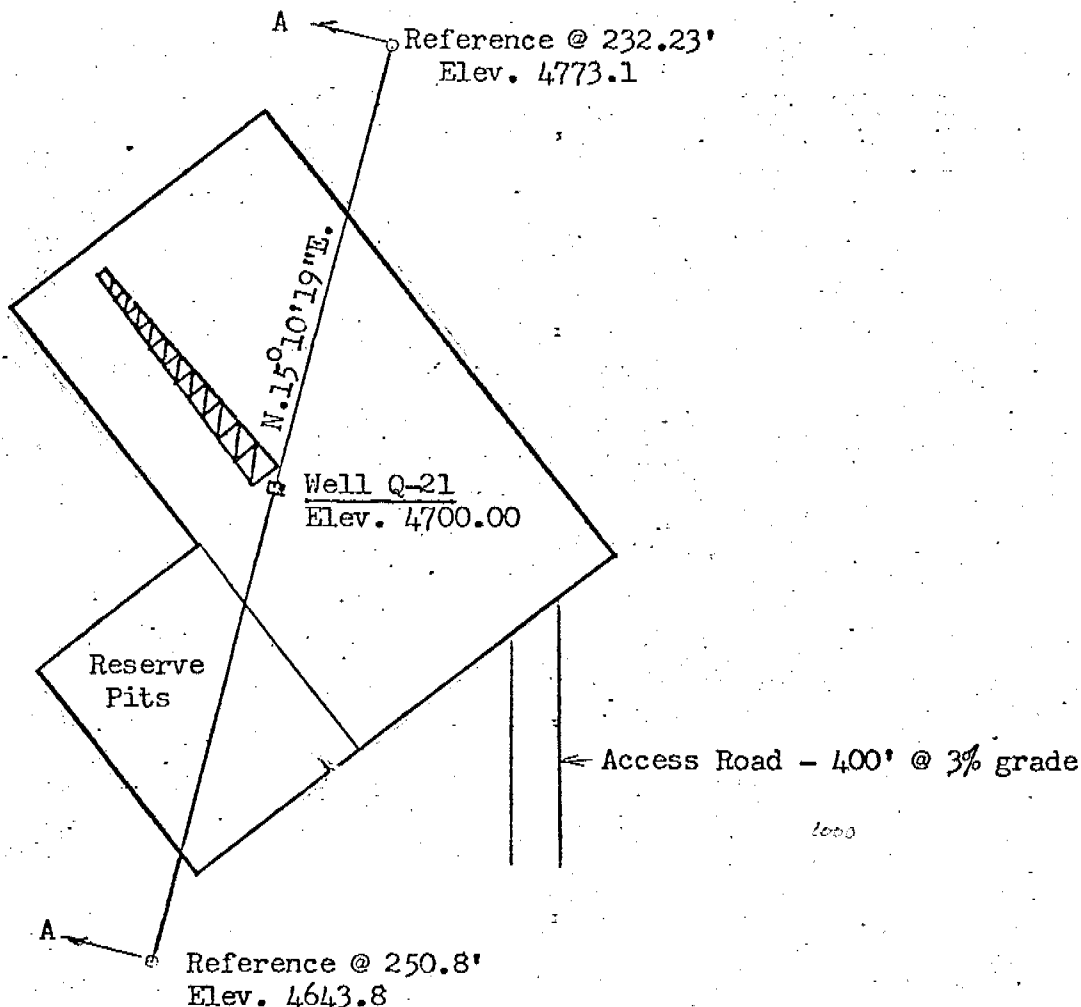 A
Reference @ 232.23'
Elev. 4773.1
N.15°10'19"E.
Well Q-21
Elev. 4700.00
Reserve
Pits
Access Road - 400' @ 3% grade
A
Reference @ 250.8'
Elev. 4643.8